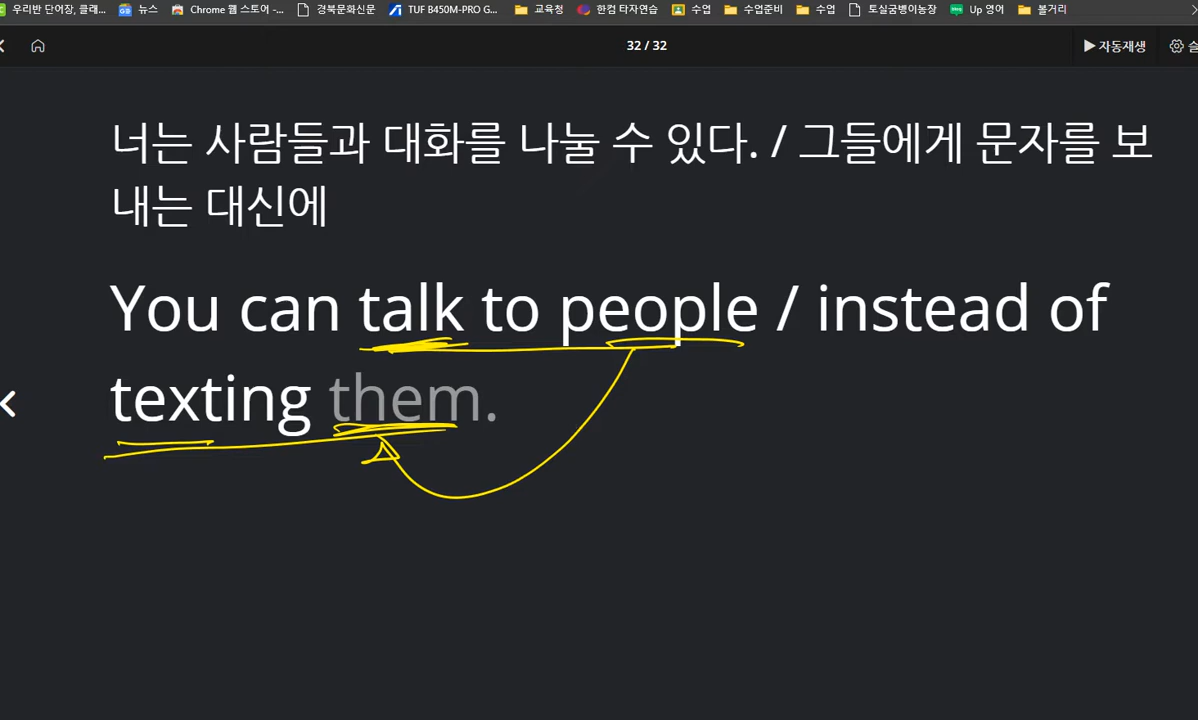 우리반 단어장, 클래... 뉴스 Chrome 웹 스토어 -... 경북문화신문 TUF B450M-PRO G... 교육청 한컴 타자연습 수업 수업준비 수업 토실굼벵이농장 Up 영어 볼거리
32 / 32 자동재생 슬
너는 사람들과 대화를 나눌 수 있다. / 그들에게 문자를 보
내는 대신에
You can talk to people / instead of
texting them.